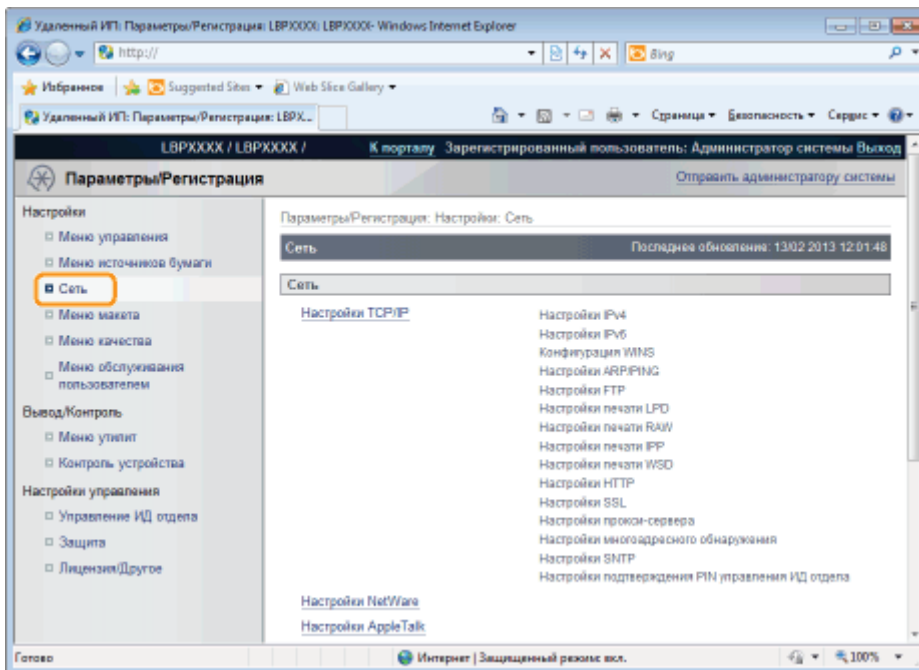 Удаленный ИП: Параметры/Регистрация: LBPXXXX: LBPXXXX- Windows Internet Explorer
http://
Bing
Избранное Suggested Sites Web Slice Gallery
Удаленный ИП: Параметры/Регистрация: LBPX... Страница Безопасность Сервис
LBPXXXX / LBPXXXX / К порталу Зарегистрированный пользователь: Администратор системы Выход
Параметры/Регистрация Отправить администратору системы
Настройки
Меню управления
Меню источников бумаги
Сеть
Меню макета
Меню качества
Меню обслуживания
пользователем
Вывод/Контроль
Меню утилит
Контроль устройства
Настройки управления
Управление ИД отдела
Защита
Лицензия/Другое
Параметры/Регистрация: Настройки: Сеть
Сеть Последнее обновление: 13/02 2013 12:01:48
Сеть
Настройки TCP/IP
Настройки IPv4
Настройки IPv6
Конфигурация WINS
Настройки ARP/PING
Настройки FTP
Настройки печати LPD
Настройки печати RAW
Настройки печати IPP
Настройки печати WSD
Настройки HTTP
Настройки SSL
Настройки прокси-сервера
Настройки многоадресного обнаружения
Настройки SNTP
Настройки подтверждения PIN управления ИД отдела
Настройки NetWare
Настройки AppleTalk
Готово Интернет | Защищенный режим: вкл. 100%